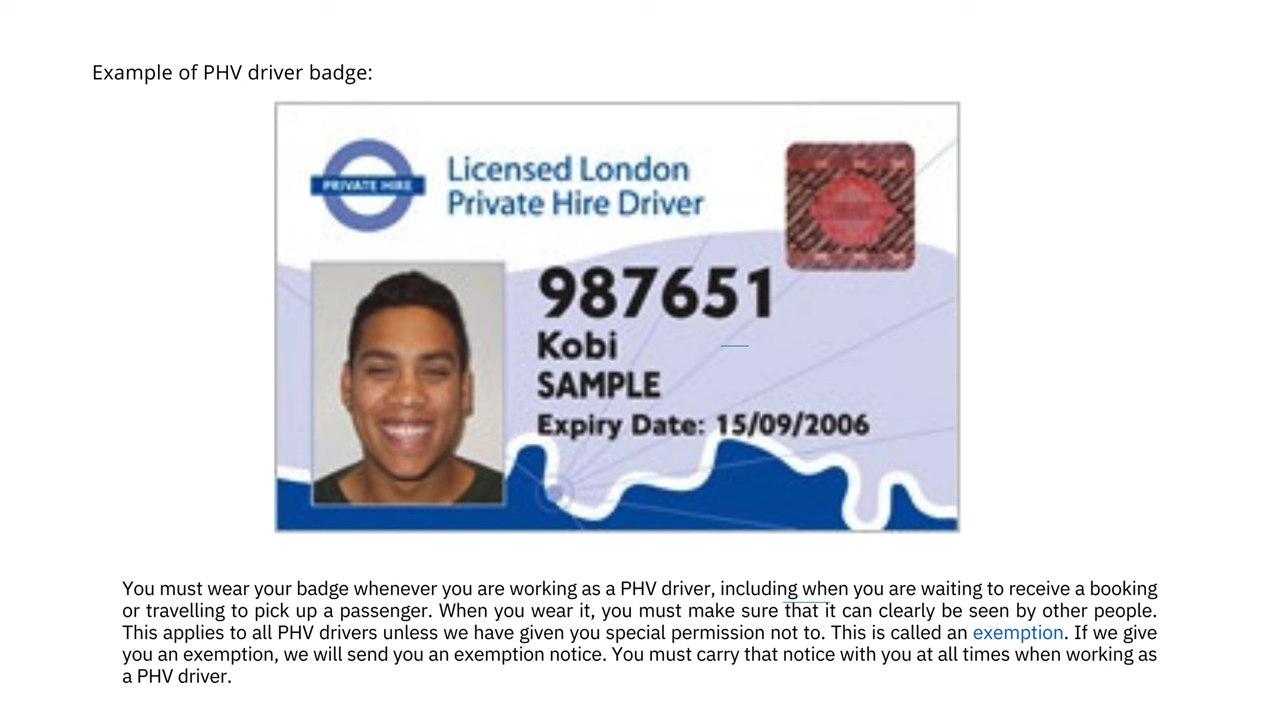 Example of PHV driver badge:
PRIVATE HIRE
Licensed London
Private Hire Driver
987651
Kobi
SAMPLE
Expiry Date: 15/09/2006
You must wear your badge whenever you are working as a PHV driver, including when you are waiting to receive a booking
or travelling to pick up a passenger. When you wear it, you must make sure that it can clearly be seen by other people.
This applies to all PHV drivers unless we have given you special permission not to. This is called an exemption. If we give
you an exemption, we will send you an exemption notice. You must carry that notice with you at all times when working as
a PHV driver.